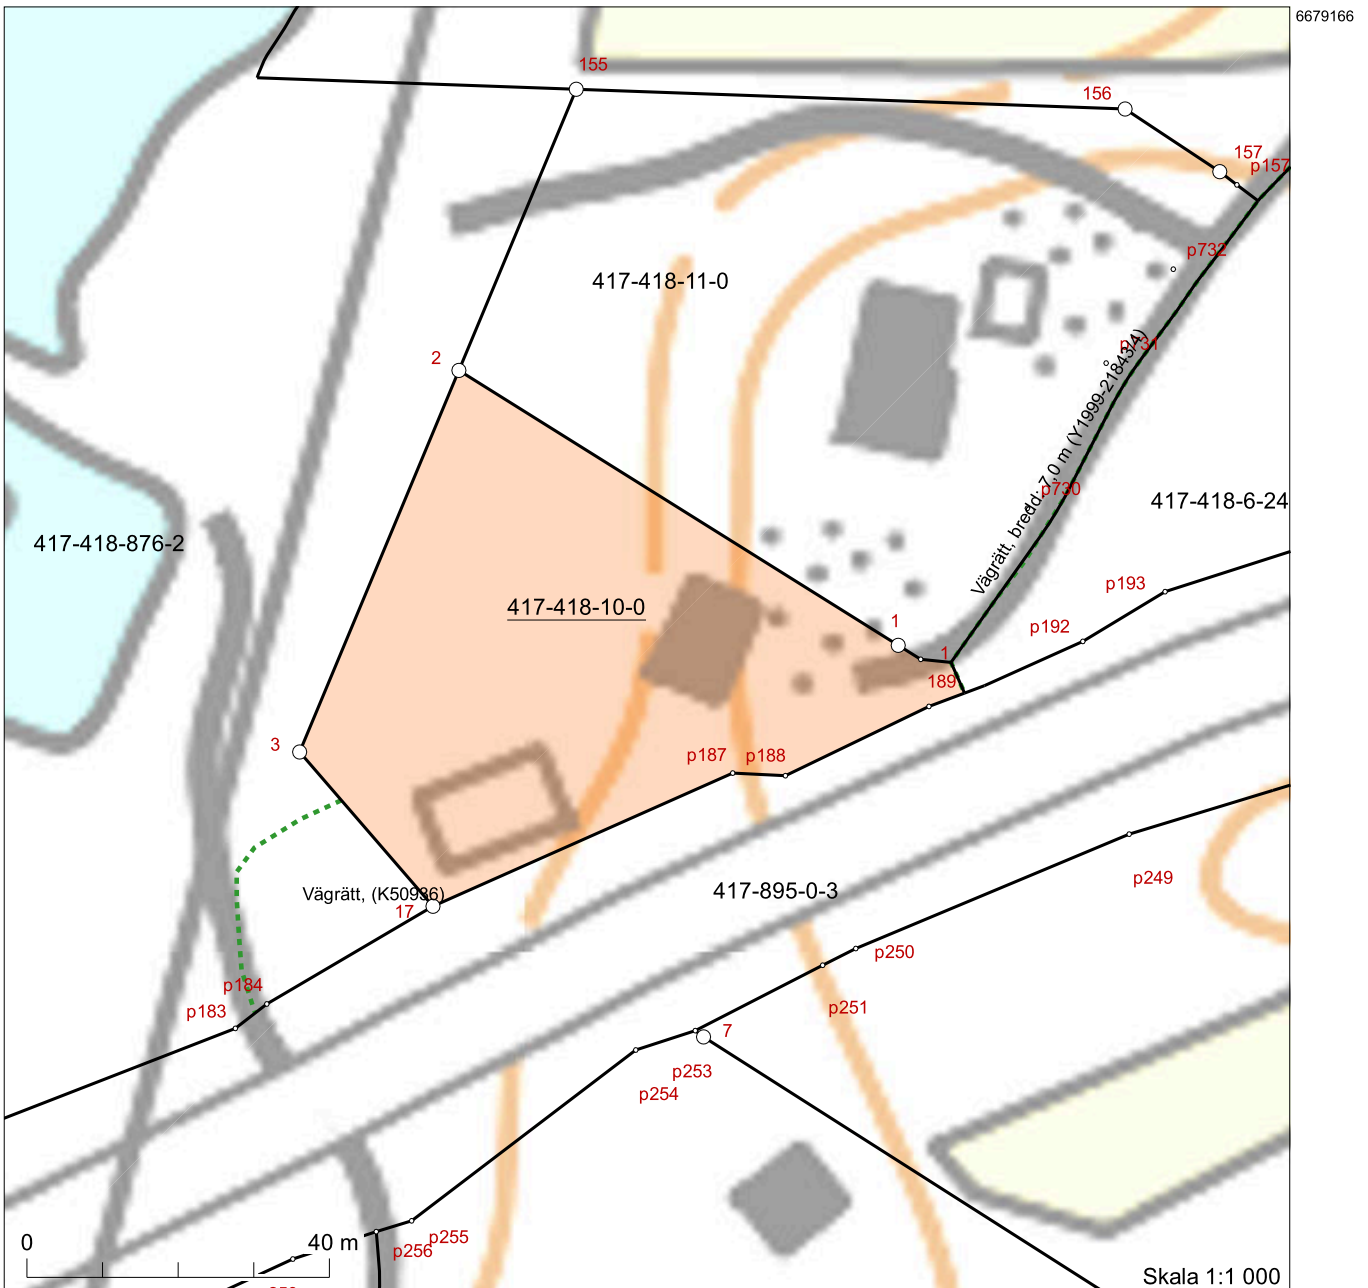 6679166
155
156
157
p157
p732
417-418-11-0
p731
2
Vägrätt, bredd: 7,0 m (Y1999-21843/4)
p730
417-418-6-24
417-418-876-2
p193
417-418-10-0
1
p192
1
189
3
p187
p188
Vägrätt, (K50936)
417-895-0-3
p249
17
p250
p184
p183
p251
7
p253
p254
p255
p256
0
40 m
Skala 1:1 000